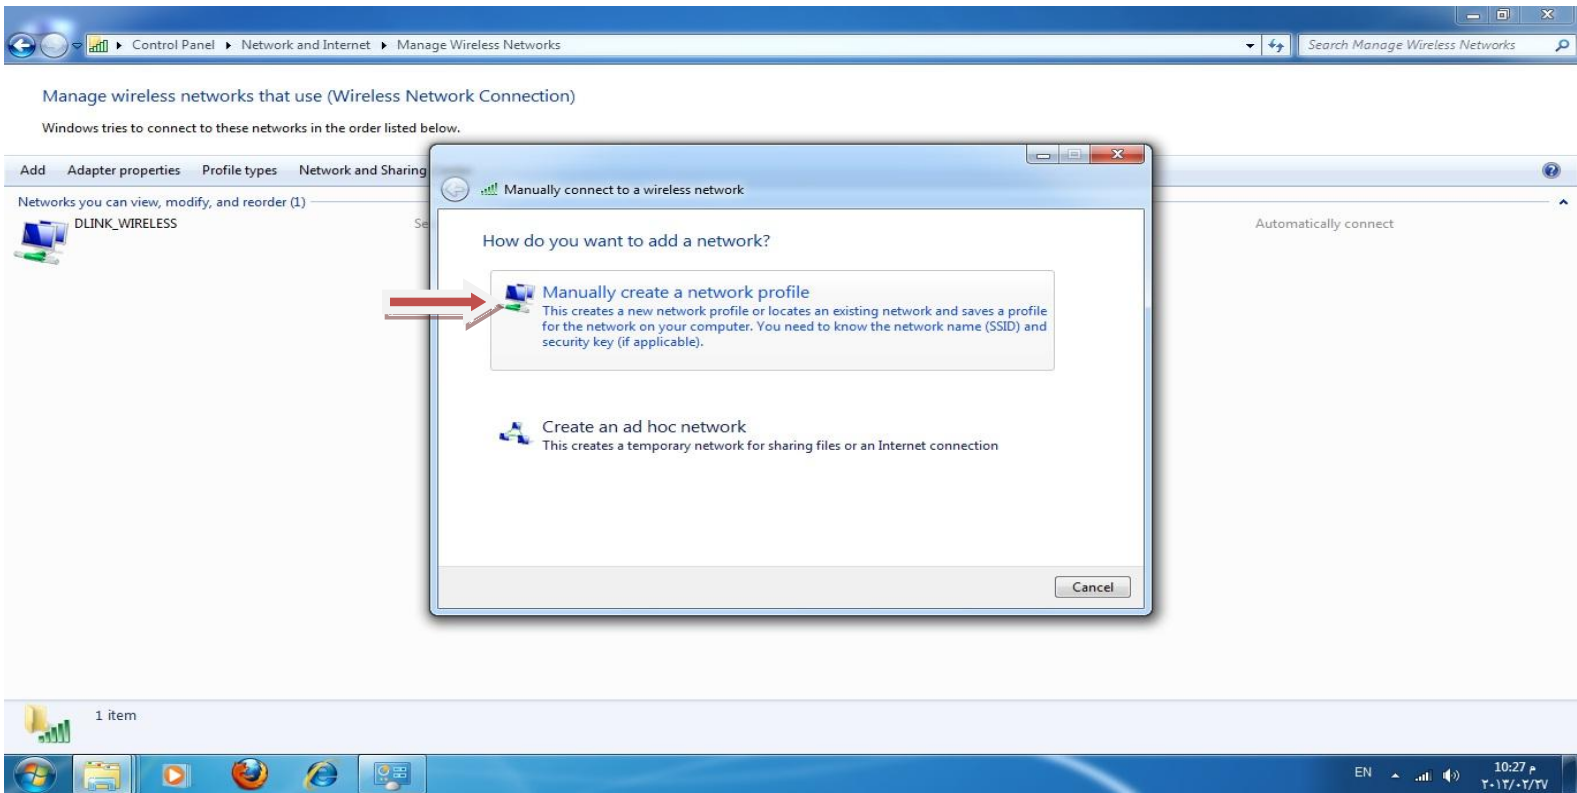 Control Panel ▸ Network and Internet ▸ Manage Wireless Networks
Search Manage Wireless Networks
Manage wireless networks that use (Wireless Network Connection)
Windows tries to connect to these networks in the order listed below.
Add Adapter properties Profile types Network and Sharing
Networks you can view, modify, and reorder (1)
DLINK_WIRELESS
Se
Automatically connect
Manually connect to a wireless network
How do you want to add a network?
Manually create a network profile
This creates a new network profile or locates an existing network and saves a profile
for the network on your computer. You need to know the network name (SSID) and
security key (if applicable).
Create an ad hoc network
This creates a temporary network for sharing files or an Internet connection
Cancel
1 item
EN
10:27 م
٢٠١٣/٠٢/٢٧